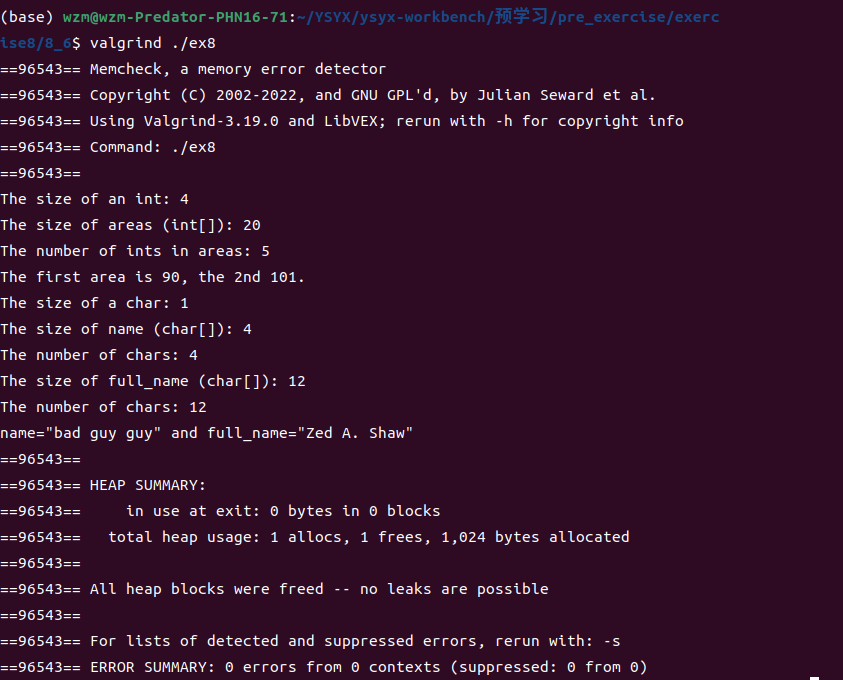 (base) wzm@wzm-Predator-PHN16-71:~/YSYX/ysyx-workbench/预学习/pre_exercise/exerc
ise8/8_6$ valgrind ./ex8
==96543== Memcheck, a memory error detector
==96543== Copyright (C) 2002-2022, and GNU GPL'd, by Julian Seward et al.
==96543== Using Valgrind-3.19.0 and LibVEX; rerun with -h for copyright info
==96543== Command: ./ex8
==96543==
The size of an int: 4
The size of areas (int[]): 20
The number of ints in areas: 5
The first area is 90, the 2nd 101.
The size of a char: 1
The size of name (char[]): 4
The number of chars: 4
The size of full_name (char[]): 12
The number of chars: 12
name="bad guy guy" and full_name="Zed A. Shaw"
==96543==
==96543== HEAP SUMMARY:
==96543==     in use at exit: 0 bytes in 0 blocks
==96543==   total heap usage: 1 allocs, 1 frees, 1,024 bytes allocated
==96543==
==96543== All heap blocks were freed -- no leaks are possible
==96543==
==96543== For lists of detected and suppressed errors, rerun with: -s
==96543== ERROR SUMMARY: 0 errors from 0 contexts (suppressed: 0 from 0)